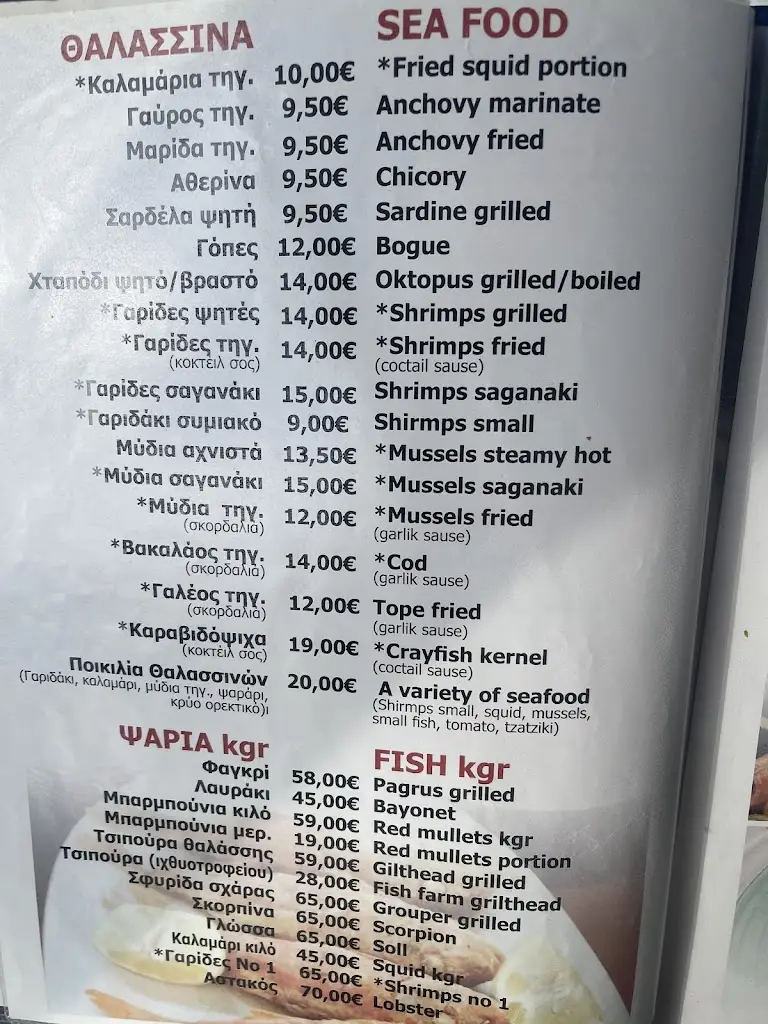 ΘΑΛΑΣΣΙΝΑ SEA FOOD
*Καλαμάρια τηγ. 10,00€ *Fried squid portion
Γαύρος τηγ. 9,50€ Anchovy marinate
Μαρίδα τηγ. 9,50€ Anchovy fried
Αθερίνα 9,50€ Chicory
Σαρδέλα ψητή 9,50€ Sardine grilled
Γόπες 12,00€ Bogue
Χταπόδι ψητό/βραστό 14,00€ Oktopus grilled/boiled
*Γαρίδες ψητές 14,00€ *Shrimps grilled
*Γαρίδες τηγ. 14,00€ *Shrimps fried
(κοκτέιλ σος) (coctail sause)
*Γαρίδες σαγανάκι 15,00€ Shrimps saganaki
*Γαριδάκι συμιακό 9,00€ Shirmps small
Μύδια αχνιστά 13,50€ *Mussels steamy hot
*Μύδια σαγανάκι 15,00€ *Mussels saganaki
*Μύδια τηγ. 12,00€ *Mussels fried
(σκορδαλιά) (garlik sause)
*Βακαλάος τηγ. 14,00€ *Cod
(σκορδαλιά) (garlik sause)
*Γαλέος τηγ. 12,00€ Tope fried
(σκορδαλιά) (garlik sause)
*Καραβιδόψιχα 19,00€ *Crayfish kernel
(κοκτέιλ σος) (coctail sause)
Ποικιλία Θαλασσινών 20,00€ A variety of seafood
(Γαριδάκι, καλαμάρι, μύδια τηγ., ψαράρι, (Shirmps small, squid, mussels,
κρύο ορεκτικό)ι small fish, tomato, tzatziki)
ΨΑΡΙΑ kgr FISH kgr
Φαγκρί 58,00€ Pagrus grilled
Λαυράκι 45,00€ Bayonet
Μπαρμπούνια κιλό 59,00€ Red mullets kgr
Μπαρμπούνια μερ. 19,00€ Red mullets portion
Τσιπούρα θαλάσσης 59,00€ Gilthead grilled
Τσιπούρα (ιχθυοτροφείου) 28,00€ Fish farm grilthead
Σφυρίδα σχάρας 65,00€ Grouper grilled
Σκορπίνα 65,00€ Scorpion
Γλώσσα 65,00€ Soll
Καλαμάρι κιλό 45,00€ Squid kgr
*Γαρίδες Νο 1 65,00€ *Shrimps no 1
Αστακός 70,00€ Lobster